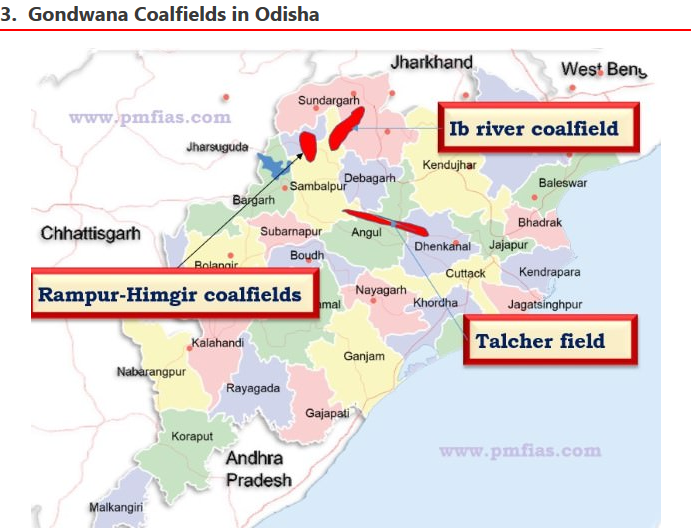 3. Gondwana Coalfields in Odisha
Jharkhand
West Beng
www.pmfias.com
Sundargarh
Ib river coalfield
Jharsuguda
Kendujhar
Debagarh
Sambalpur
Baleswar
Bargarh
Chhattisgarh
Subarnapur
Angul
Bhadrak
Dhenkanal
Jajapur
Boudh
Bolangir
Cuttack
Kendrapara
Rampur-Himgir coalfields
Nayagarh
Khordha
Jagatsinghpur
Talcher field
Kalahandi
Ganjam
Nabarangpur
Rayagada
Gajapati
Koraput
www.pmfias.com
Andhra
Pradesh
Malkangiri